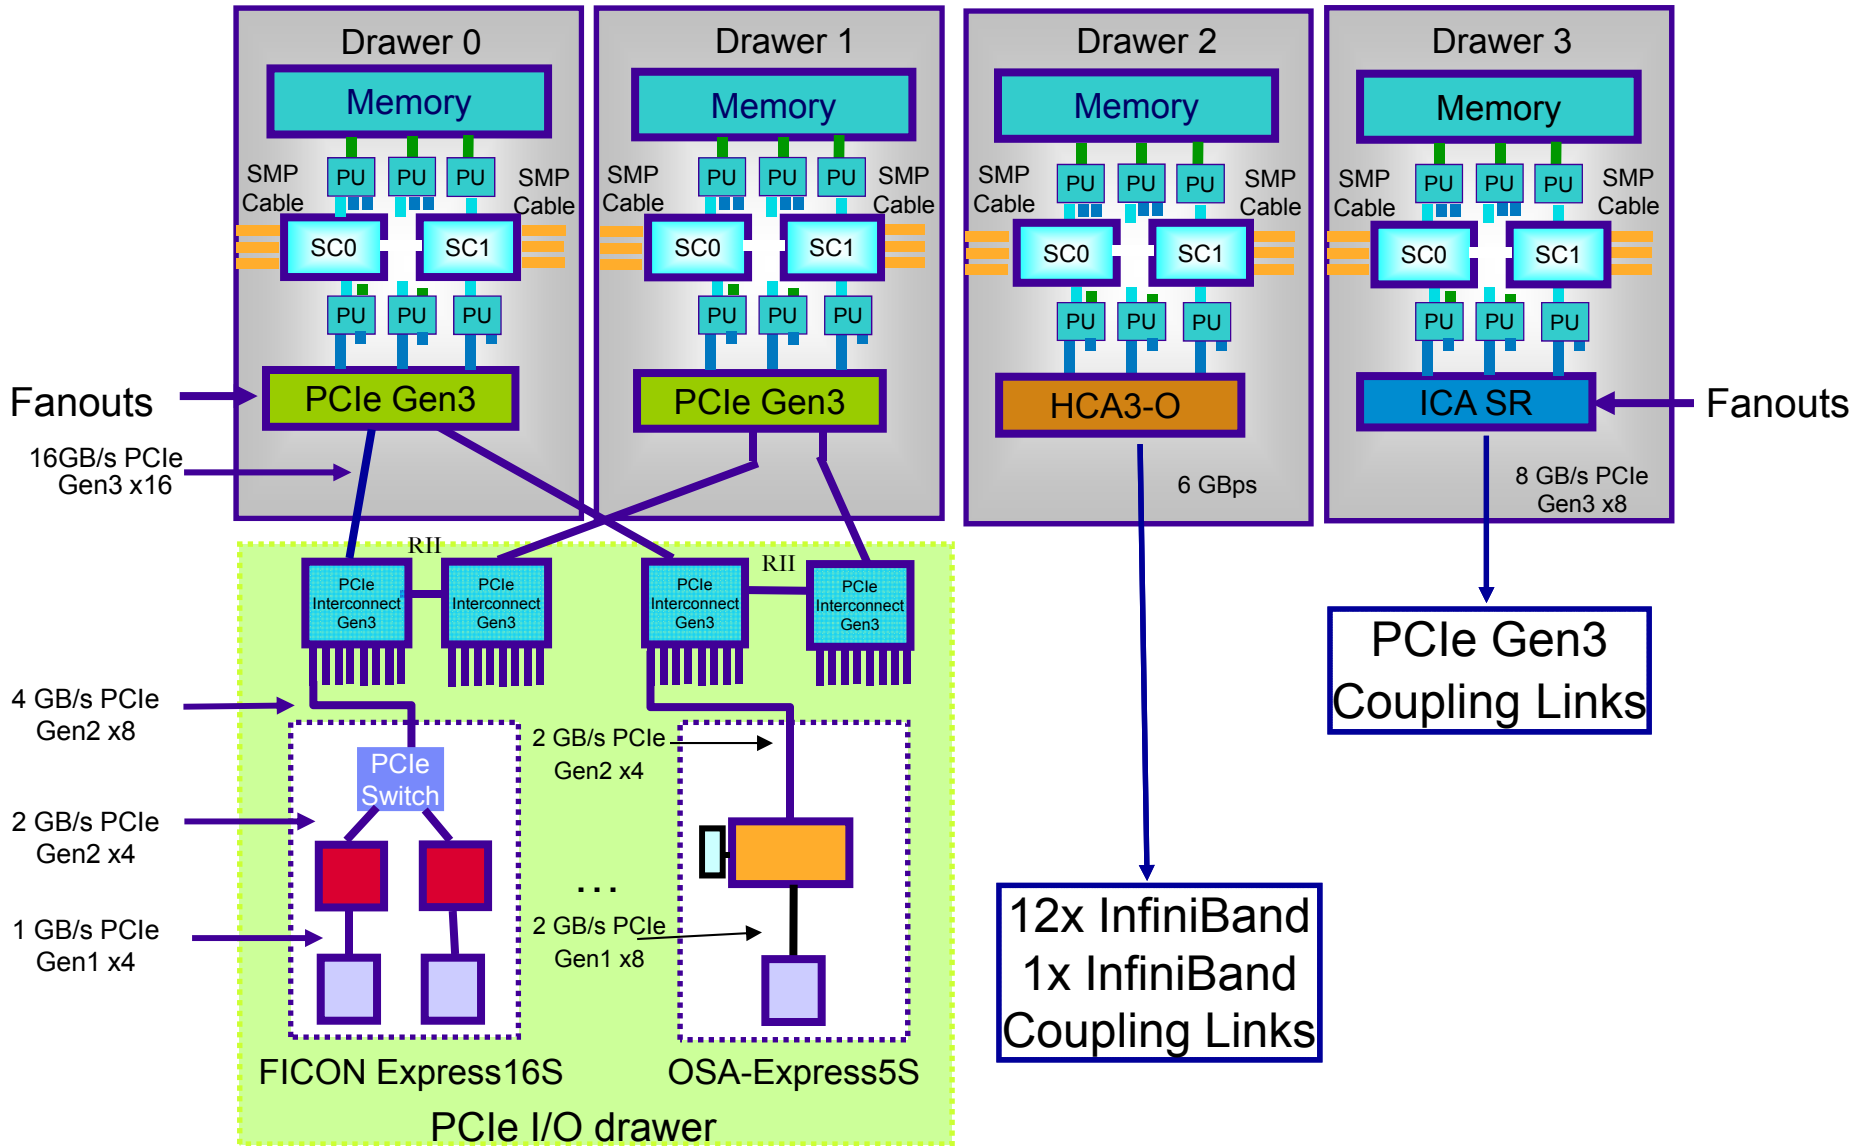 Drawer 0
Memory
SMP
Cable
PU
PU
PU
SMP
Cable
SC0
SC1
PU
PU
PU
PCIe Gen3
Drawer 1
Memory
SMP
Cable
PU
PU
PU
SMP
Cable
SC0
SC1
PU
PU
PU
PCIe Gen3
Drawer 2
Memory
SMP
Cable
PU
PU
PU
SMP
Cable
SC0
SC1
PU
PU
PU
HCA3-O
6 GBps
Drawer 3
Memory
SMP
Cable
PU
PU
PU
SMP
Cable
SC0
SC1
PU
PU
PU
ICA SR
8 GB/s PCIe
Gen3 x8
Fanouts
Fanouts
16GB/s PCIe
Gen3 x16
RII
RII
PCIe
Interconnect
Gen3
PCIe
Interconnect
Gen3
PCIe
Interconnect
Gen3
PCIe
Interconnect
Gen3
4 GB/s PCIe
Gen2 x8
PCIe
Switch
2 GB/s PCIe
Gen2 x4
2 GB/s PCIe
Gen2 x4
...
1 GB/s PCIe
Gen1 x4
2 GB/s PCIe
Gen1 x8
FICON Express16S
OSA-Express5S
PCIe I/O drawer
12x InfiniBand
1x InfiniBand
Coupling Links
PCIe Gen3
Coupling Links